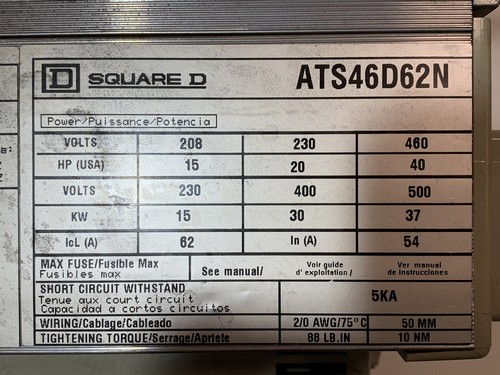 D SQUARE D ATS46D62N
Power/Puissance/Potencia
VOLTS 208 230 460
HP (USA) 15 20 40
VOLTS 230 400 500
KW 15 30 37
IcL (A) 62 In (A) 54
MAX FUSE/Fusible Max
Fusibles max
See manual/
Voir guide
d' exploitation /
Ver manual
de instrucciones
SHORT CIRCUIT WITHSTAND
Tenue aux court circuit
Capacidad a cortos circuitos
5KA
WIRING/Cablage/Cableado 2/0 AWG/75°C 50 MM
TIGHTENING TORQUE/Serrage/Apriete 88 LB.IN 10 NM